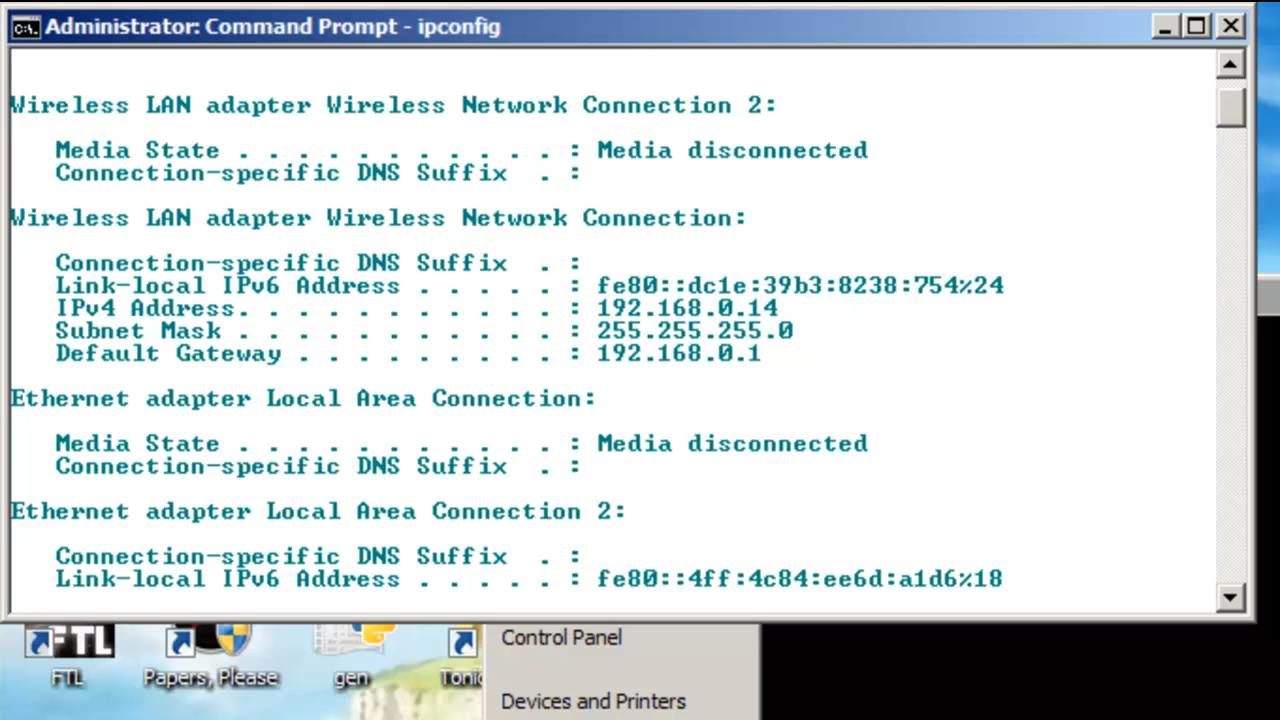 Administrator: Command Prompt - ipconfig
Wireless LAN adapter Wireless Network Connection 2:
Media State . . . . . . . . . . . : Media disconnected
Connection-specific DNS Suffix  . :
Wireless LAN adapter Wireless Network Connection:
Connection-specific DNS Suffix  . :
Link-local IPv6 Address . . . . . : fe80::dc1e:39b3:8238:754%24
IPv4 Address. . . . . . . . . . . : 192.168.0.14
Subnet Mask . . . . . . . . . . . : 255.255.255.0
Default Gateway . . . . . . . . . : 192.168.0.1
Ethernet adapter Local Area Connection:
Media State . . . . . . . . . . . : Media disconnected
Connection-specific DNS Suffix  . :
Ethernet adapter Local Area Connection 2:
Connection-specific DNS Suffix  . :
Link-local IPv6 Address . . . . . : fe80::4ff:4c84:ee6d:a1d6%18
FTL
Control Panel
FTL Papers, Please gen Toni
Devices and Printers